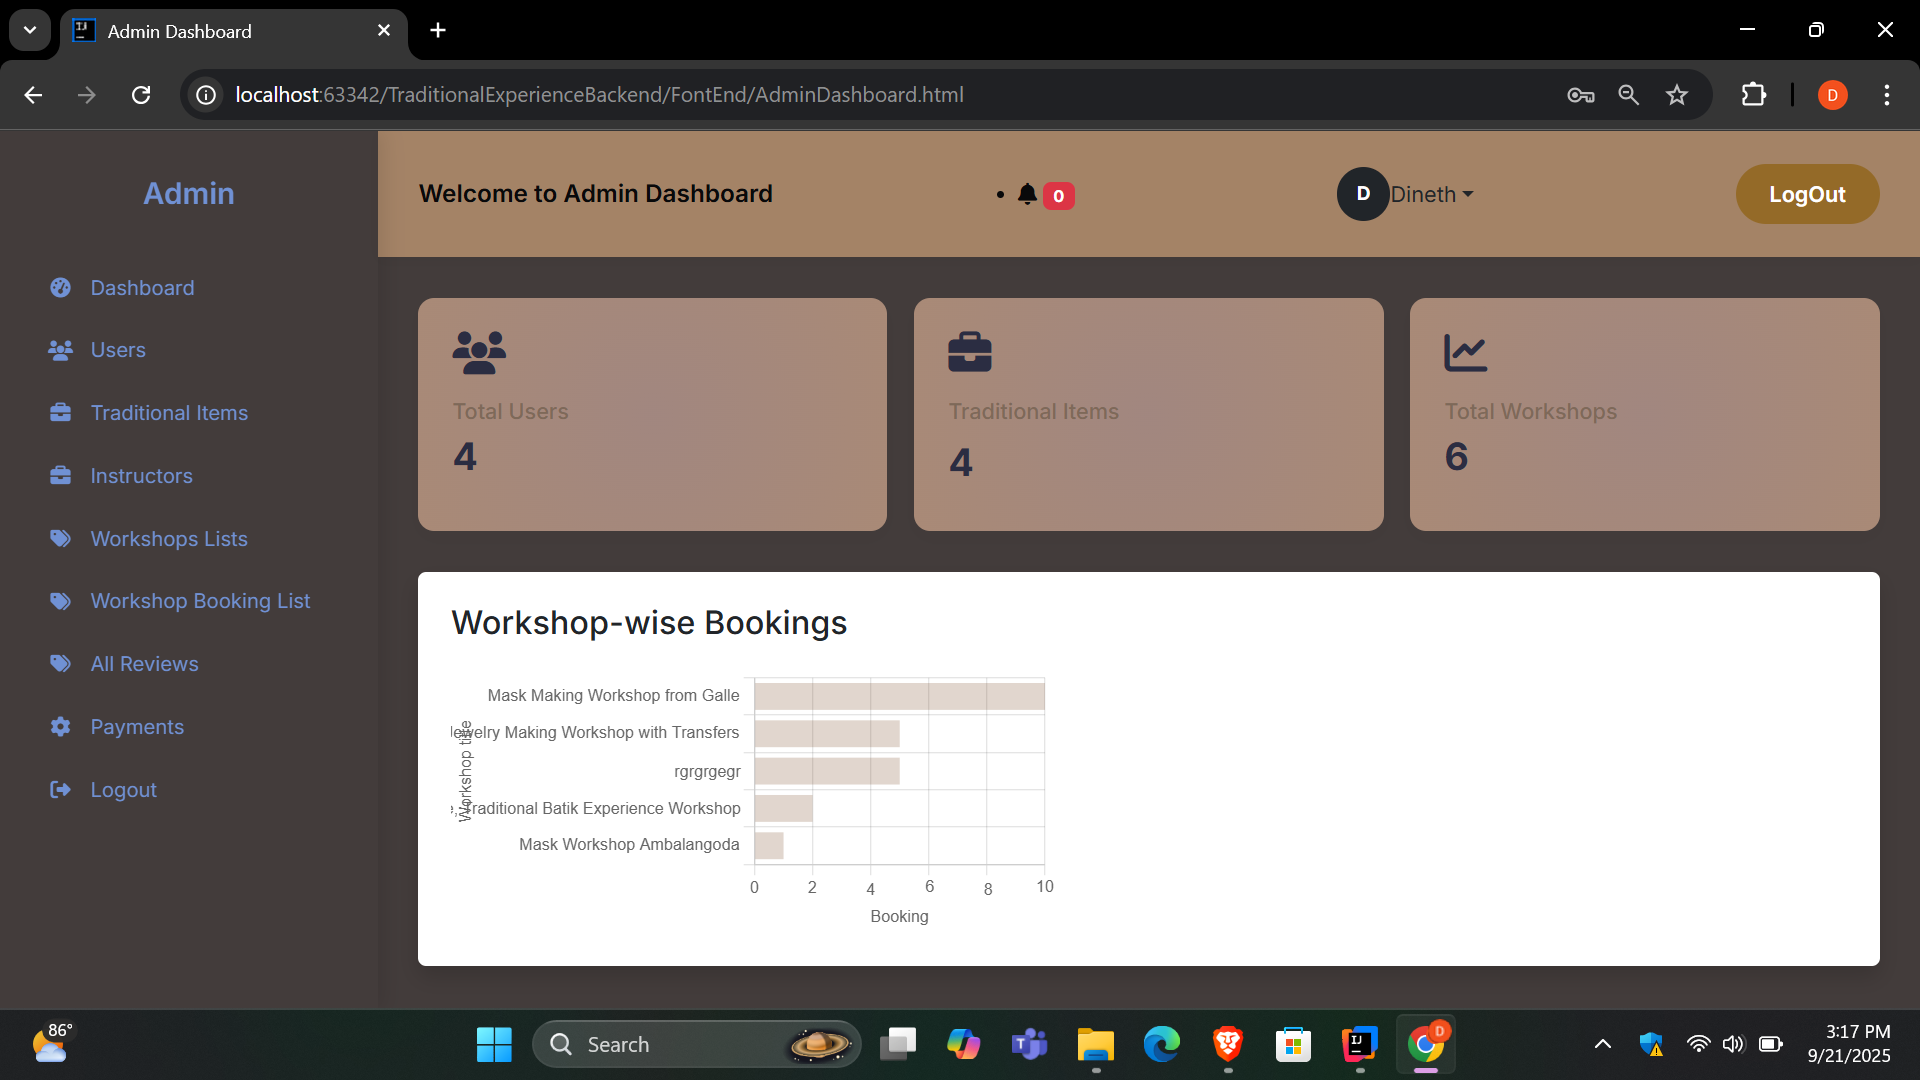 Admin Dashboard
localhost:63342/TraditionalExperienceBackend/FontEnd/AdminDashboard.html
D
Admin
Welcome to Admin Dashboard
0
D
Dineth
LogOut
Dashboard
Users
Traditional Items
Instructors
Workshops Lists
Workshop Booking List
All Reviews
Payments
Logout
Total Users
4
Traditional Items
4
Total Workshops
6
Workshop-wise Bookings
Workshop title
Mask Making Workshop from Galle
Jewelry Making Workshop with Transfers
rgrgrgegr
Traditional Batik Experience Workshop
Mask Workshop Ambalangoda
0 2 4 6 8 10
Booking
86°
Search
3:17 PM
9/21/2025